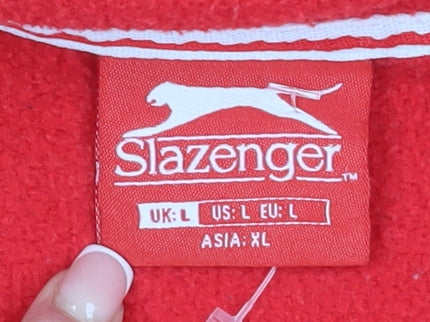 Slazenger™
UK: L US: L EU: L
ASIA: XL